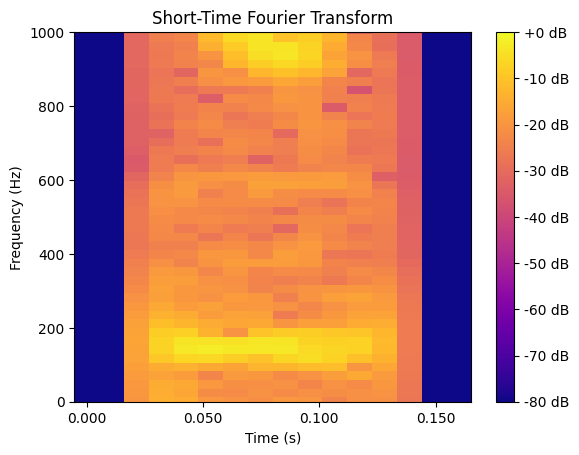 Short-Time Fourier Transform
1000
800
600
400
200
0
Frequency (Hz)
0.000
0.050
0.100
0.150
Time (s)
+0 dB
-10 dB
-20 dB
-30 dB
-40 dB
-50 dB
-60 dB
-70 dB
-80 dB